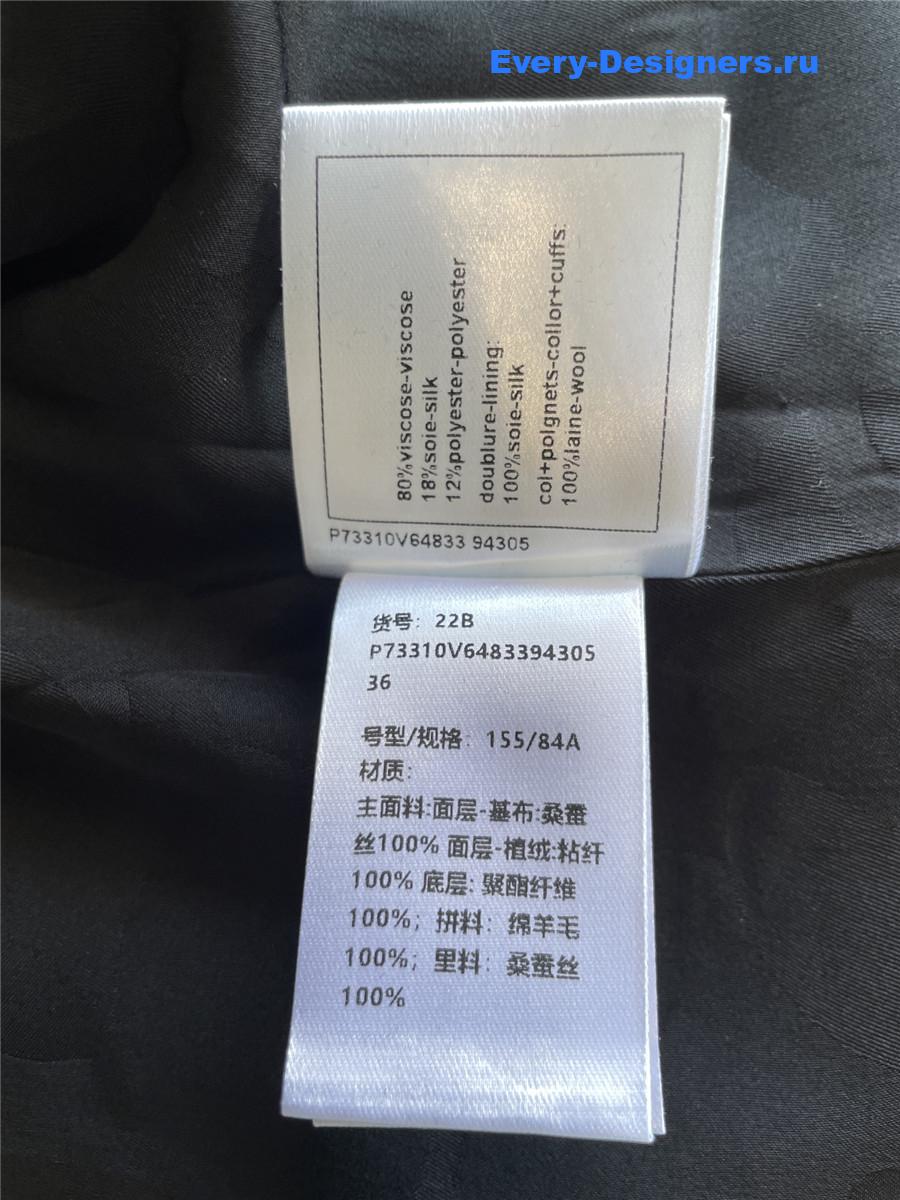 Every-Designers.ru
80%viscose-viscose
18%soie-silk
12%polyester-polyester
doublure-lining:
100%soie-silk
col+poignets-collor+cuffs:
100%laine-wool
P73310V64833 94305
货号：22B
P73310V6483394305
36
号型/规格：155/84A
材质：
主面料:面层-基布:桑蚕
丝100% 面层-植绒:粘纤
100% 底层: 聚酯纤维
100%；拼料：绵羊毛
100%；里料：桑蚕丝
100%